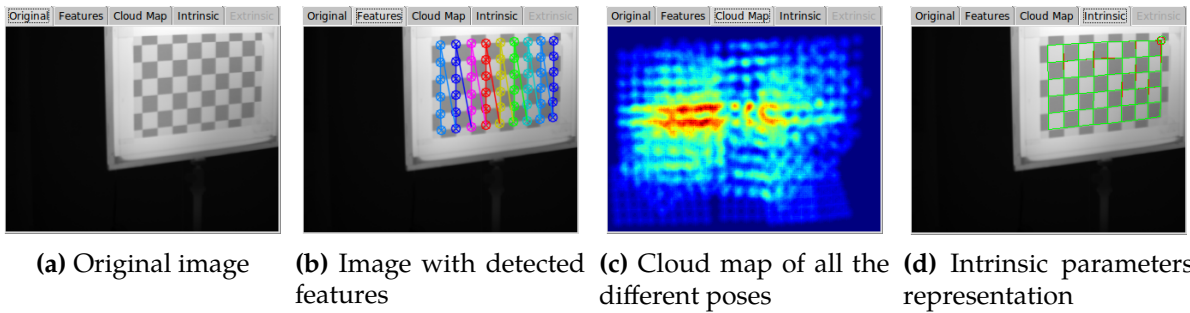 Original Features Cloud Map Intrinsic Extrinsic
Original Features Cloud Map Intrinsic Extrinsic
Original Features Cloud Map Intrinsic Extrinsic
Original Features Cloud Map Intrinsic Extrinsic
(a) Original image
(b) Image with detected
features
(c) Cloud map of all the
different poses
(d) Intrinsic parameters
representation